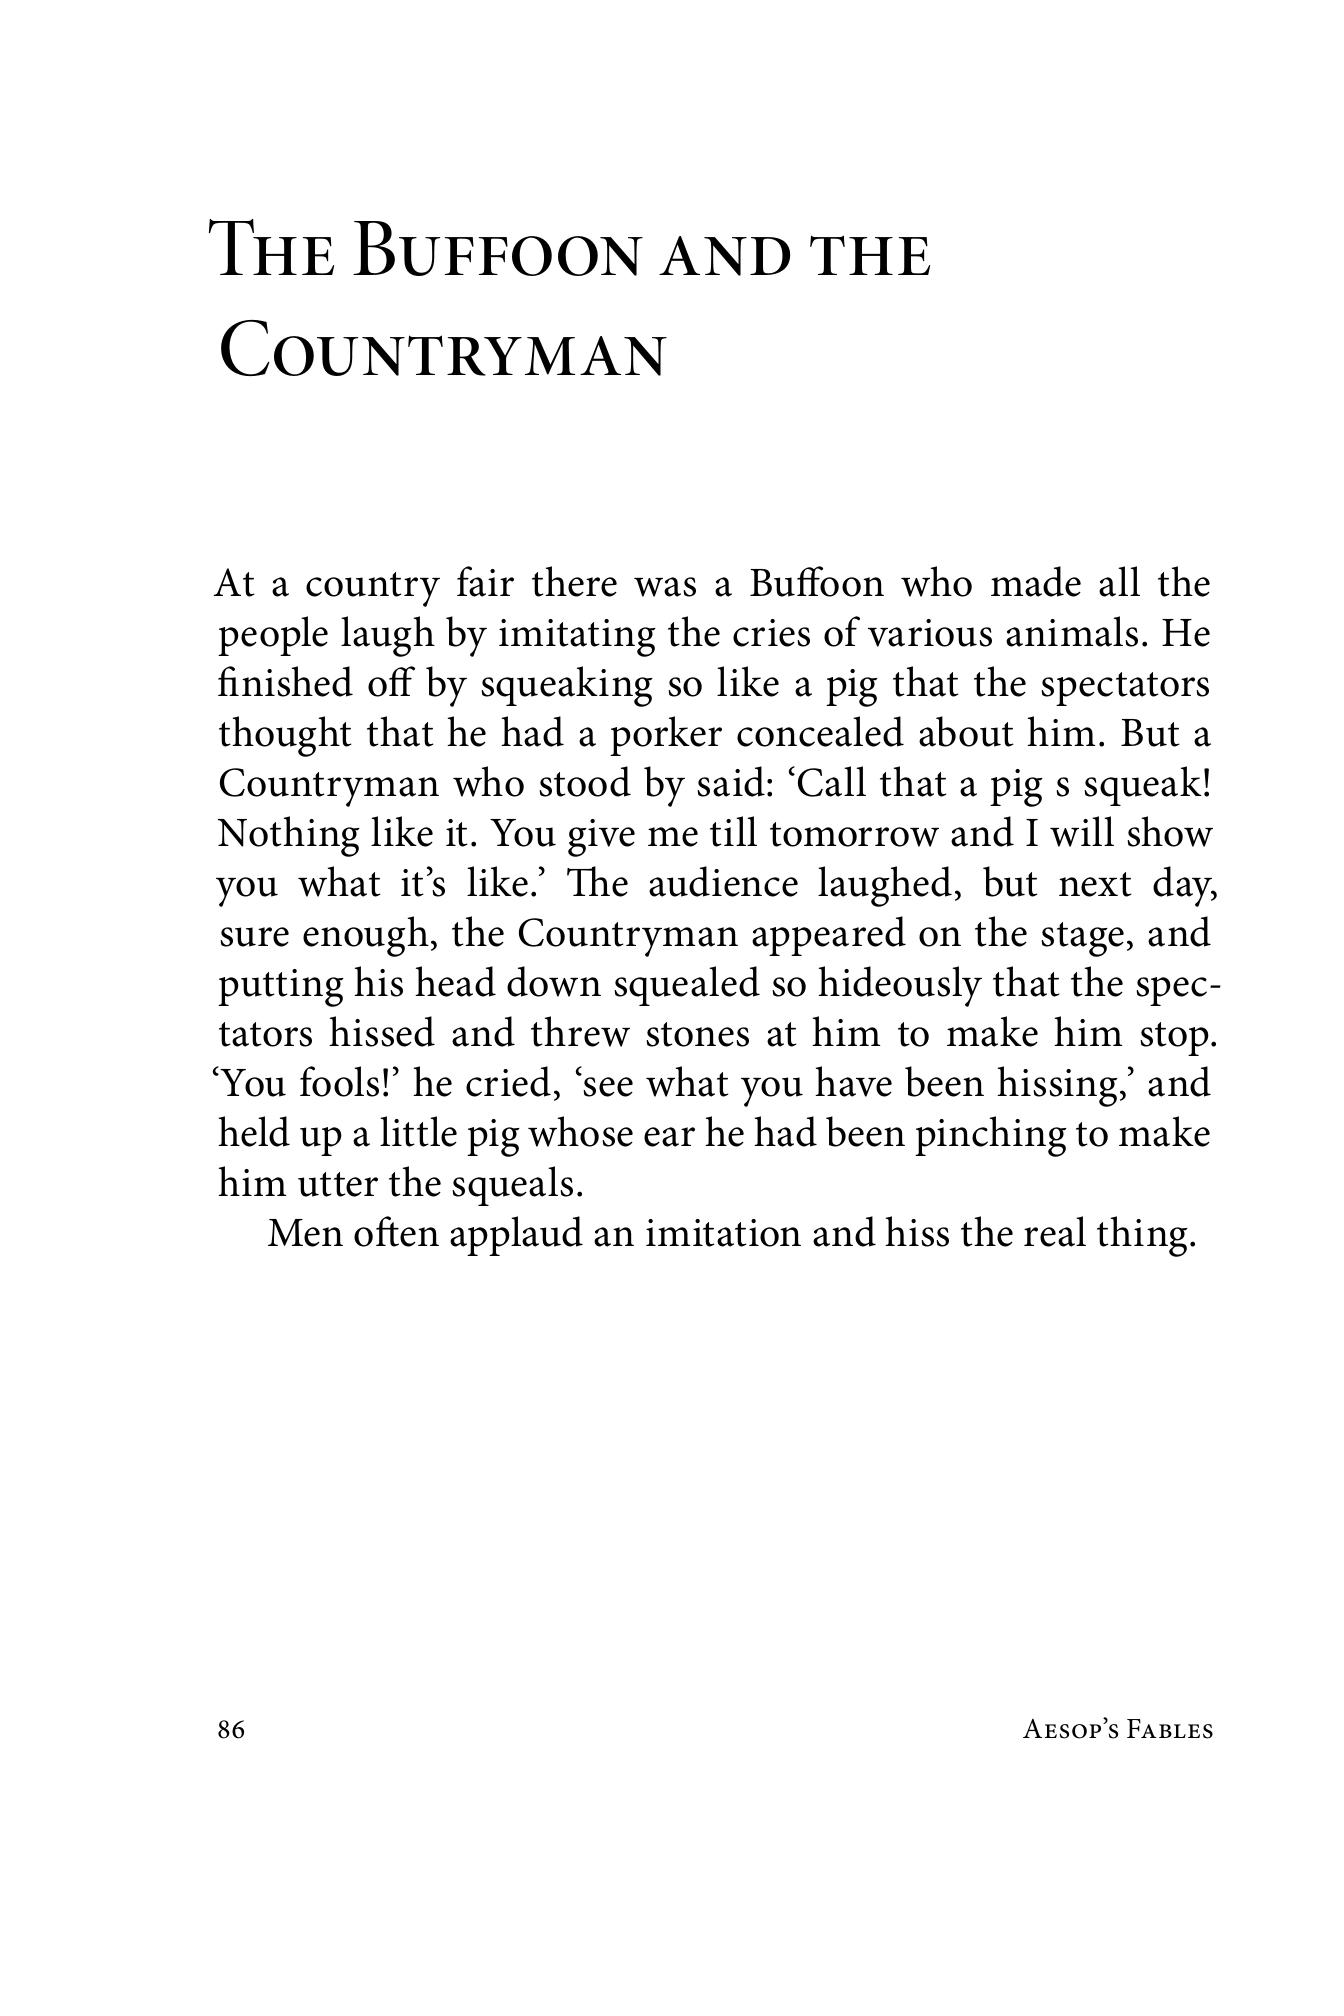 The Buffoon and the
Countryman
At a country fair there was a Buffoon who made all the
people laugh by imitating the cries of various animals. He
finished off by squeaking so like a pig that the spectators
thought that he had a porker concealed about him. But a
Countryman who stood by said: ‘Call that a pig s squeak!
Nothing like it. You give me till tomorrow and I will show
you what it’s like.’ The audience laughed, but next day,
sure enough, the Countryman appeared on the stage, and
putting his head down squealed so hideously that the spec-
tators hissed and threw stones at him to make him stop.
‘You fools!’ he cried, ‘see what you have been hissing,’ and
held up a little pig whose ear he had been pinching to make
him utter the squeals.
Men often applaud an imitation and hiss the real thing.
86 Aesop’s Fables